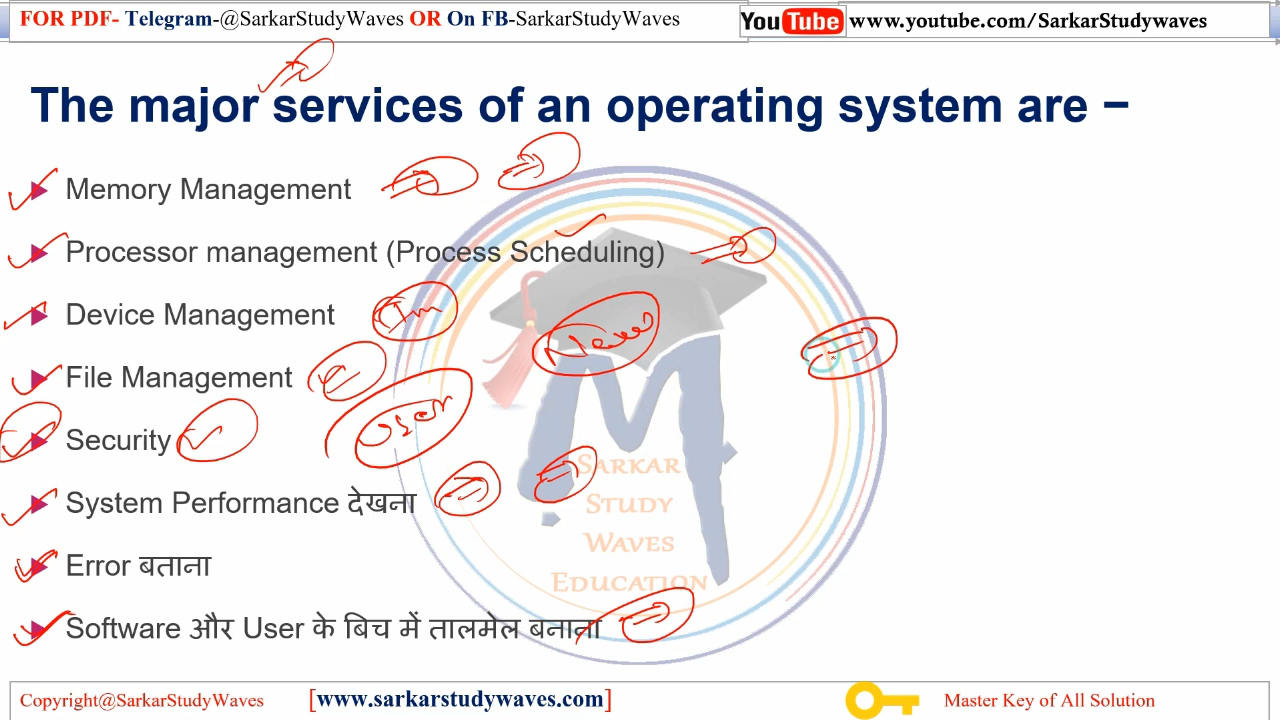 FOR PDF- Telegram-@SarkarStudyWaves OR On FB-SarkarStudyWaves
YouTube www.youtube.com/SarkarStudywaves
The major services of an operating system are –
Memory Management
Processor management (Process Scheduling)
Device Management
File Management
Security
User
System Performance देखना
Error बताना
Software और User के बिच में तालमेल बनाना
SARKAR
STUDY
WAVES
EDUCATION
Copyright@SarkarStudyWaves
[www.sarkarstudywaves.com]
Master Key of All Solution